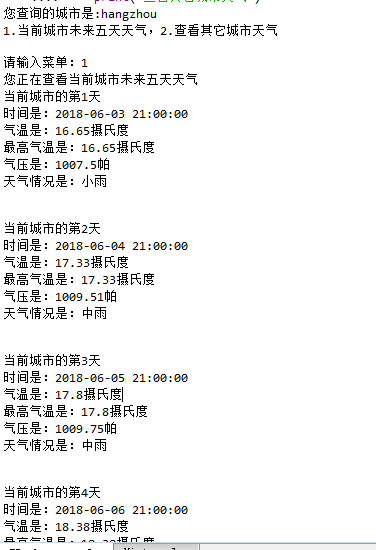 您查询的城市是:hangzhou
1.当前城市未来五天天气，2.查看其它城市天气
请输入菜单：1
您正在查看当前城市未来五天天气
当前城市的第1天
时间是：2018-06-03 21:00:00
气温是：16.65摄氏度
最高气温是：16.65摄氏度
气压是：1007.5帕
天气情况是：小雨
当前城市的第2天
时间是：2018-06-04 21:00:00
气温是：17.33摄氏度
最高气温是：17.33摄氏度
气压是：1009.51帕
天气情况是：中雨
当前城市的第3天
时间是：2018-06-05 21:00:00
气温是：17.8摄氏度
最高气温是：17.8摄氏度
气压是：1009.75帕
天气情况是：中雨
当前城市的第4天
时间是：2018-06-06 21:00:00
气温是：18.38摄氏度